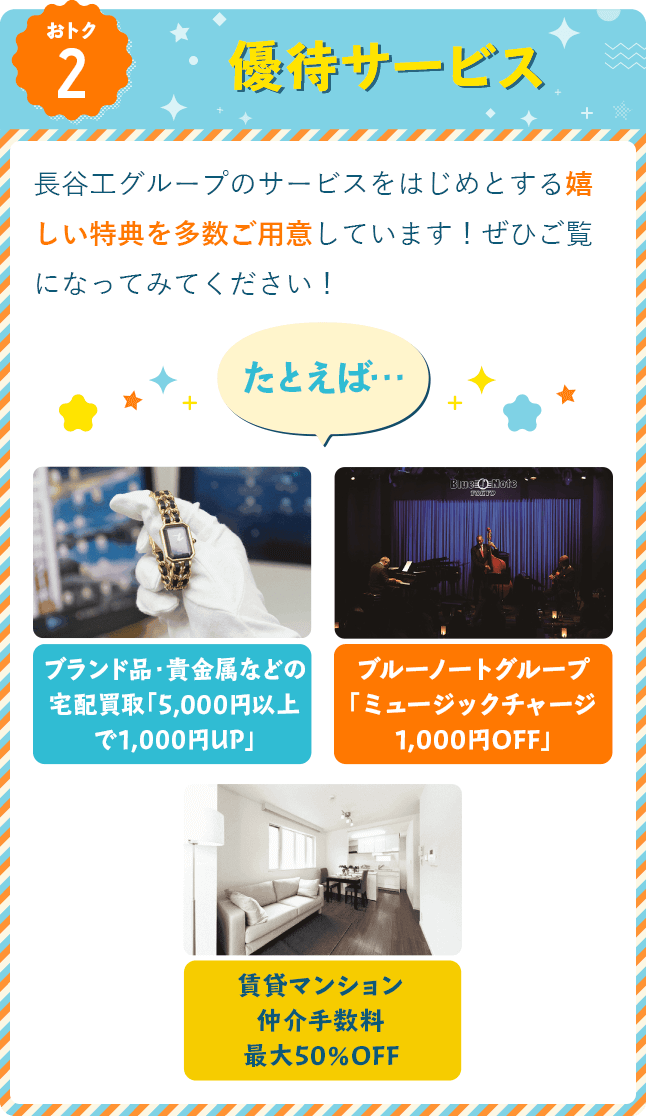 おトク
2
優待サービス
長谷工グループのサービスをはじめとする嬉
しい特典を多数ご用意しています！ぜひご覧
になってみてください！
たとえば…
Blue Note
TOKYO
ブランド品・貴金属などの
宅配買取「5,000円以上
で1,000円UP」
ブルーノートグループ
「ミュージックチャージ
1,000円OFF」
賃貸マンション
仲介手数料
最大50%OFF